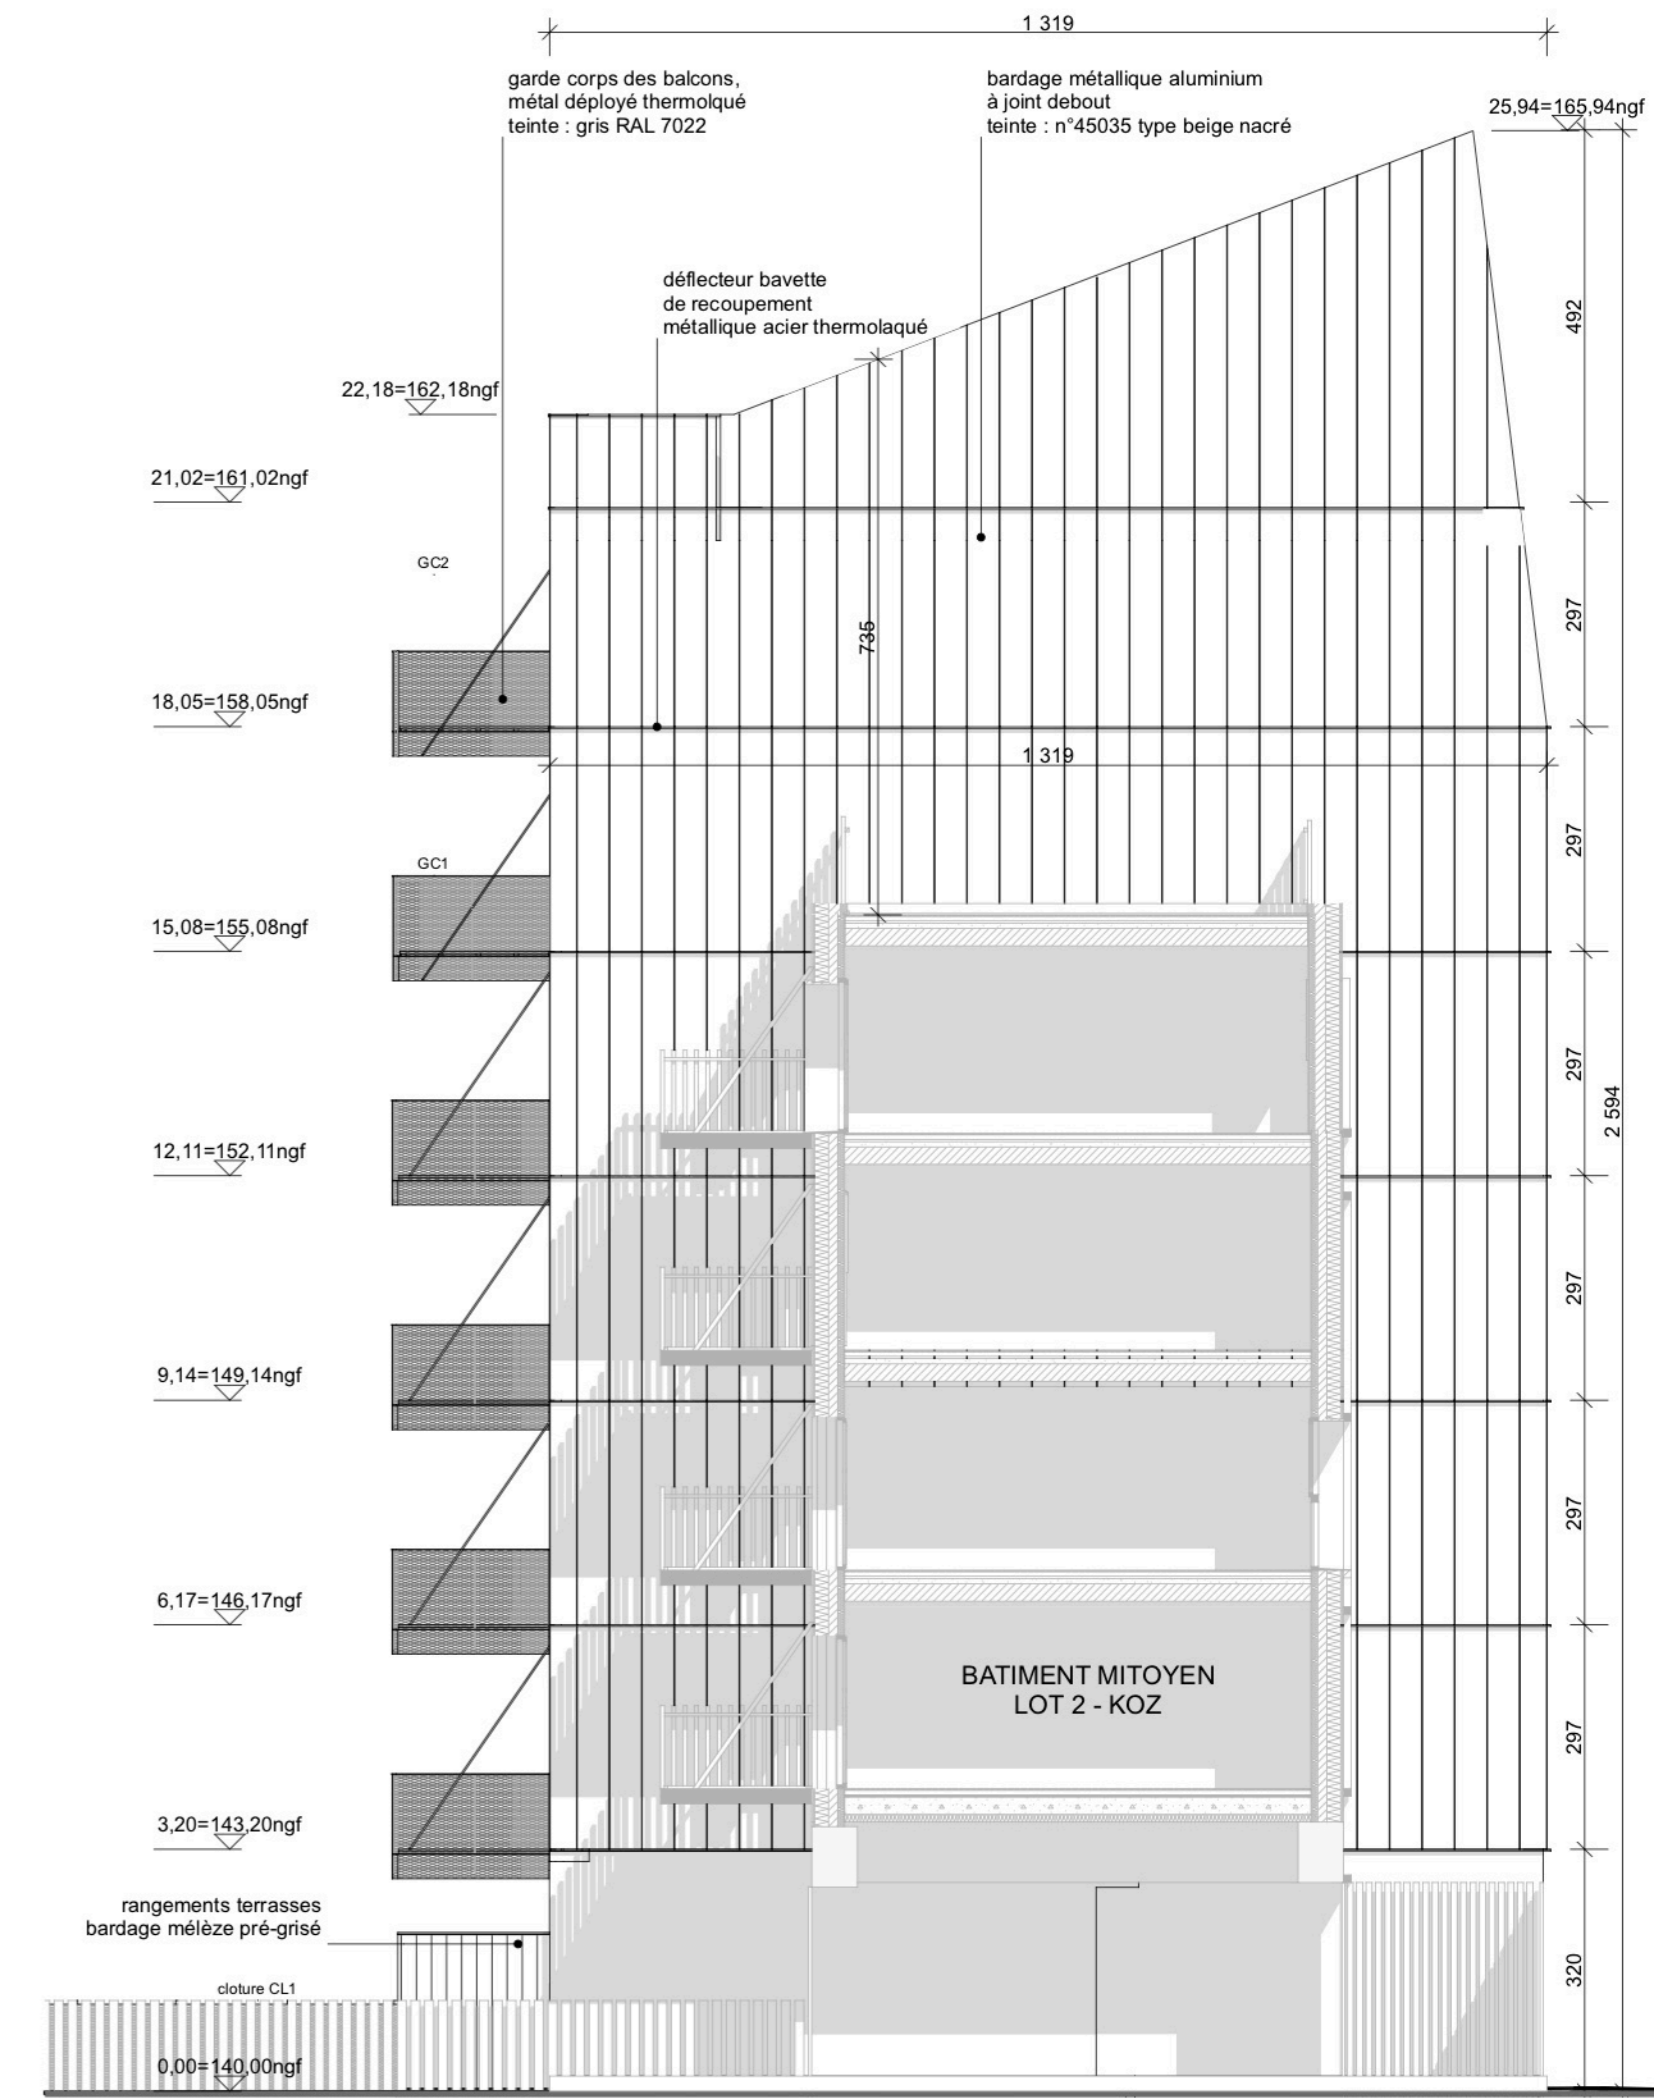 1 319
garde corps des balcons,
métal déployé thermolqué
teinte : gris RAL 7022
bardage métallique aluminium
à joint debout
teinte : n°45035 type beige nacré
25,94=165,94ngf
déflecteur bavette
de recoupement
métallique acier thermolaqué
492
22,18=162,18ngf
21,02=161,02ngf
GC2
297
735
18,05=158,05ngf
1 319
297
GC1
15,08=155,08ngf
297
2 594
12,11=152,11ngf
297
9,14=149,14ngf
297
6,17=146,17ngf
BATIMENT MITOYEN
LOT 2 - KOZ
297
3,20=143,20ngf
rangements terrasses
bardage mélèze pré-grisé
320
cloture CL1
0,00=140,00ngf